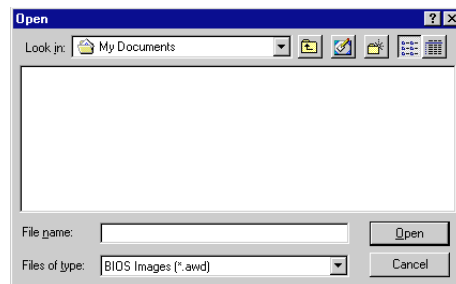 Open
Look in: My Documents
File name: Open
Files of type: BIOS Images (*.awd) Cancel